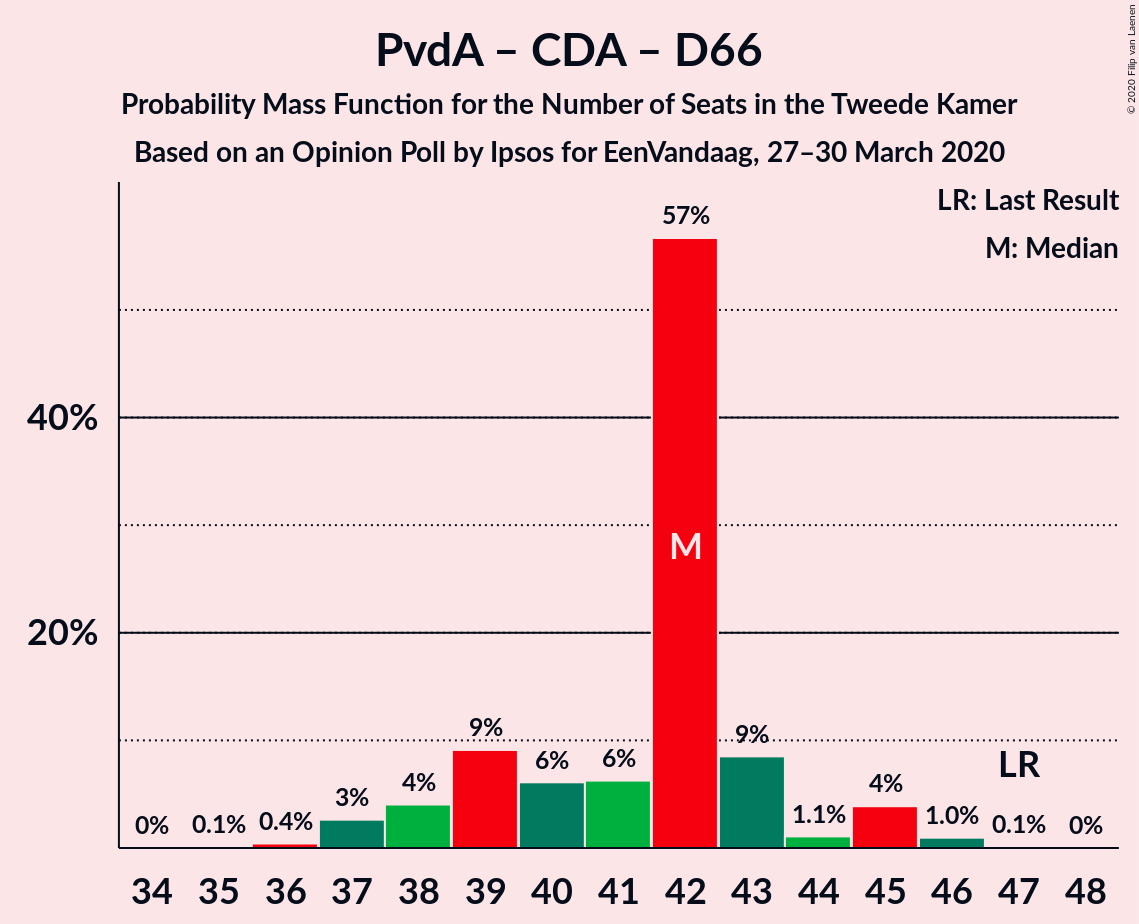 PvdA – CDA – D66
Probability Mass Function for the Number of Seats in the Tweede Kamer
Based on an Opinion Poll by Ipsos for EenVandaag, 27–30 March 2020
© 2020 Filip van Laenen
LR: Last Result
M: Median
57%
40%
M
20%
9%
9%
LR
6%
6%
4%
4%
3%
0%
0.1%
0.4%
1.1%
1.0%
0.1%
0%
34 35 36 37 38 39 40 41 42 43 44 45 46 47 48